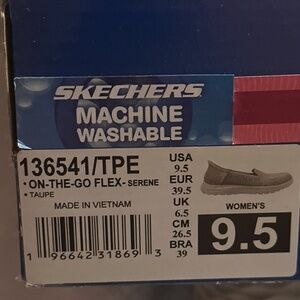 SKECHERS
MACHINE
WASHABLE
136541/TPE
• ON-THE-GO FLEX- SERENE
• TAUPE
MADE IN VIETNAM
1 96642 31869 3
USA
9.5
EUR
39.5
UK
6.5
CM
26.5
BRA
39
WOMEN'S
9.5